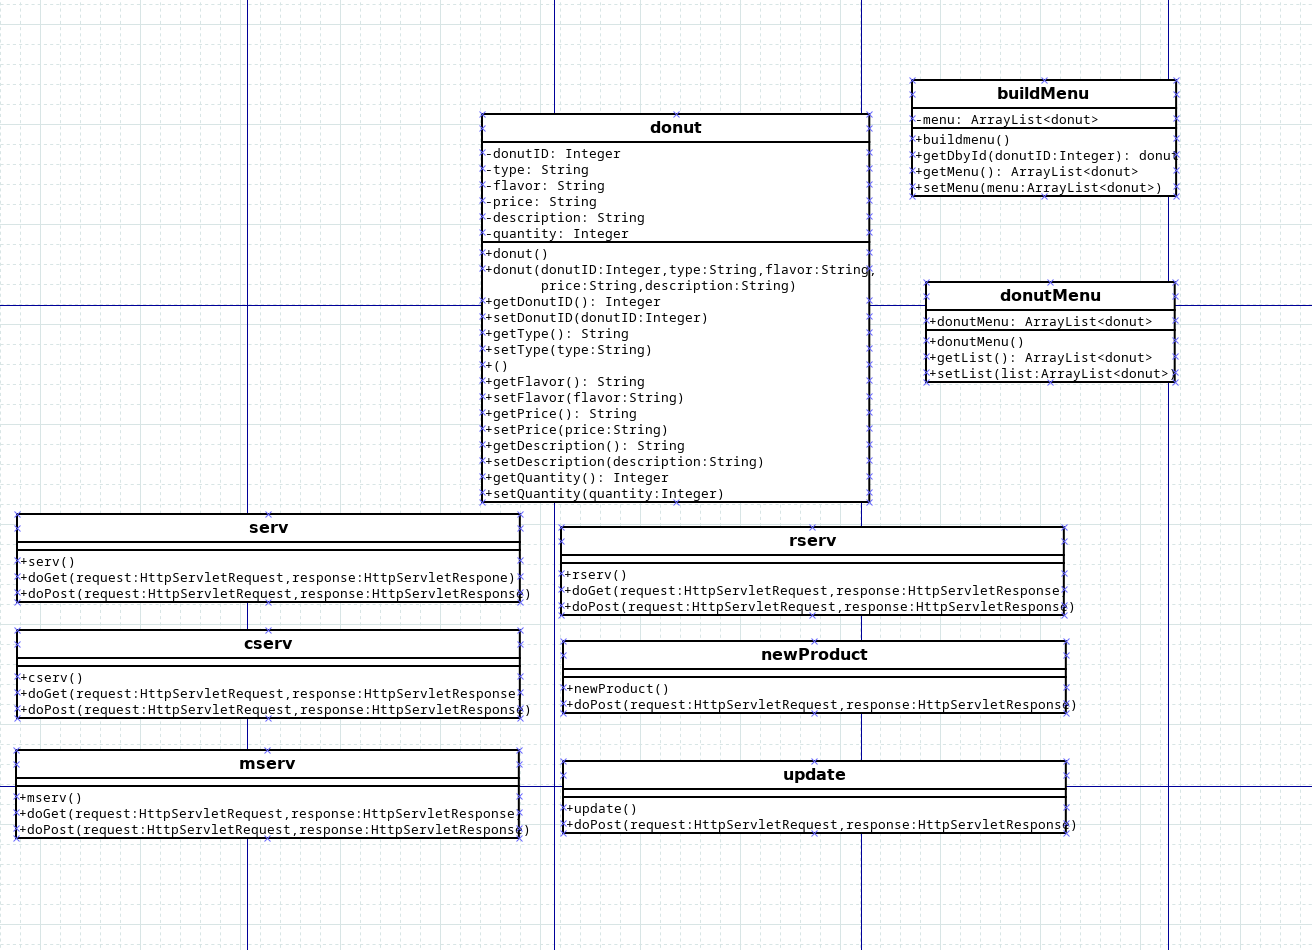 buildMenu
-menu: ArrayList<donut>
+buildmenu()
+getDbyId(donutID:Integer): donut
+getMenu(): ArrayList<donut>
+setMenu(menu:ArrayList<donut>)
donut
-donutID: Integer
-type: String
-flavor: String
-price: String
-description: String
-quantity: Integer
+donut()
+donut(donutID:Integer,type:String,flavor:String,
price:String,description:String)
+getDonutID(): Integer
+setDonutID(donutID:Integer)
+getType(): String
+setType(type:String)
+()
+getFlavor(): String
+setFlavor(flavor:String)
+getPrice(): String
+setPrice(price:String)
+getDescription(): String
+setDescription(description:String)
+getQuantity(): Integer
+setQuantity(quantity:Integer)
donutMenu
+donutMenu: ArrayList<donut>
+donutMenu()
+getList(): ArrayList<donut>
+setList(list:ArrayList<donut>)
serv
+serv()
+doGet(request:HttpServletRequest,response:HttpServletRespone)
+doPost(request:HttpServletRequest,response:HttpServletResponse)
rserv
+rserv()
+doGet(request:HttpServletRequest,response:HttpServletResponse)
+doPost(request:HttpServletRequest,response:HttpServletResponse)
cserv
+cserv()
+doGet(request:HttpServletRequest,response:HttpServletResponse)
+doPost(request:HttpServletRequest,response:HttpServletResponse)
newProduct
+newProduct()
+doPost(request:HttpServletRequest,response:HttpServletResponse)
mserv
+mserv()
+doGet(request:HttpServletRequest,response:HttpServletResponse)
+doPost(request:HttpServletRequest,response:HttpServletResponse)
update
+update()
+doPost(request:HttpServletRequest,response:HttpServletResponse)